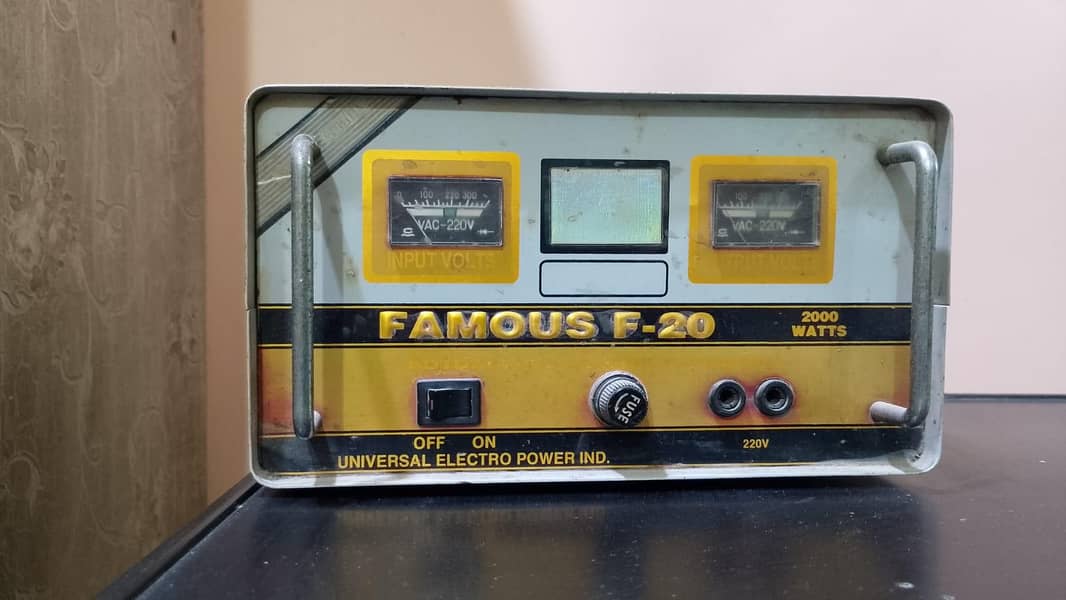 0 100 220 300
VAC-220V
INPUT VOLTS
VAC-220V
FAMOUS F-20
2000
WATTS
FUSE
OFF ON
220V
UNIVERSAL ELECTRO POWER IND.